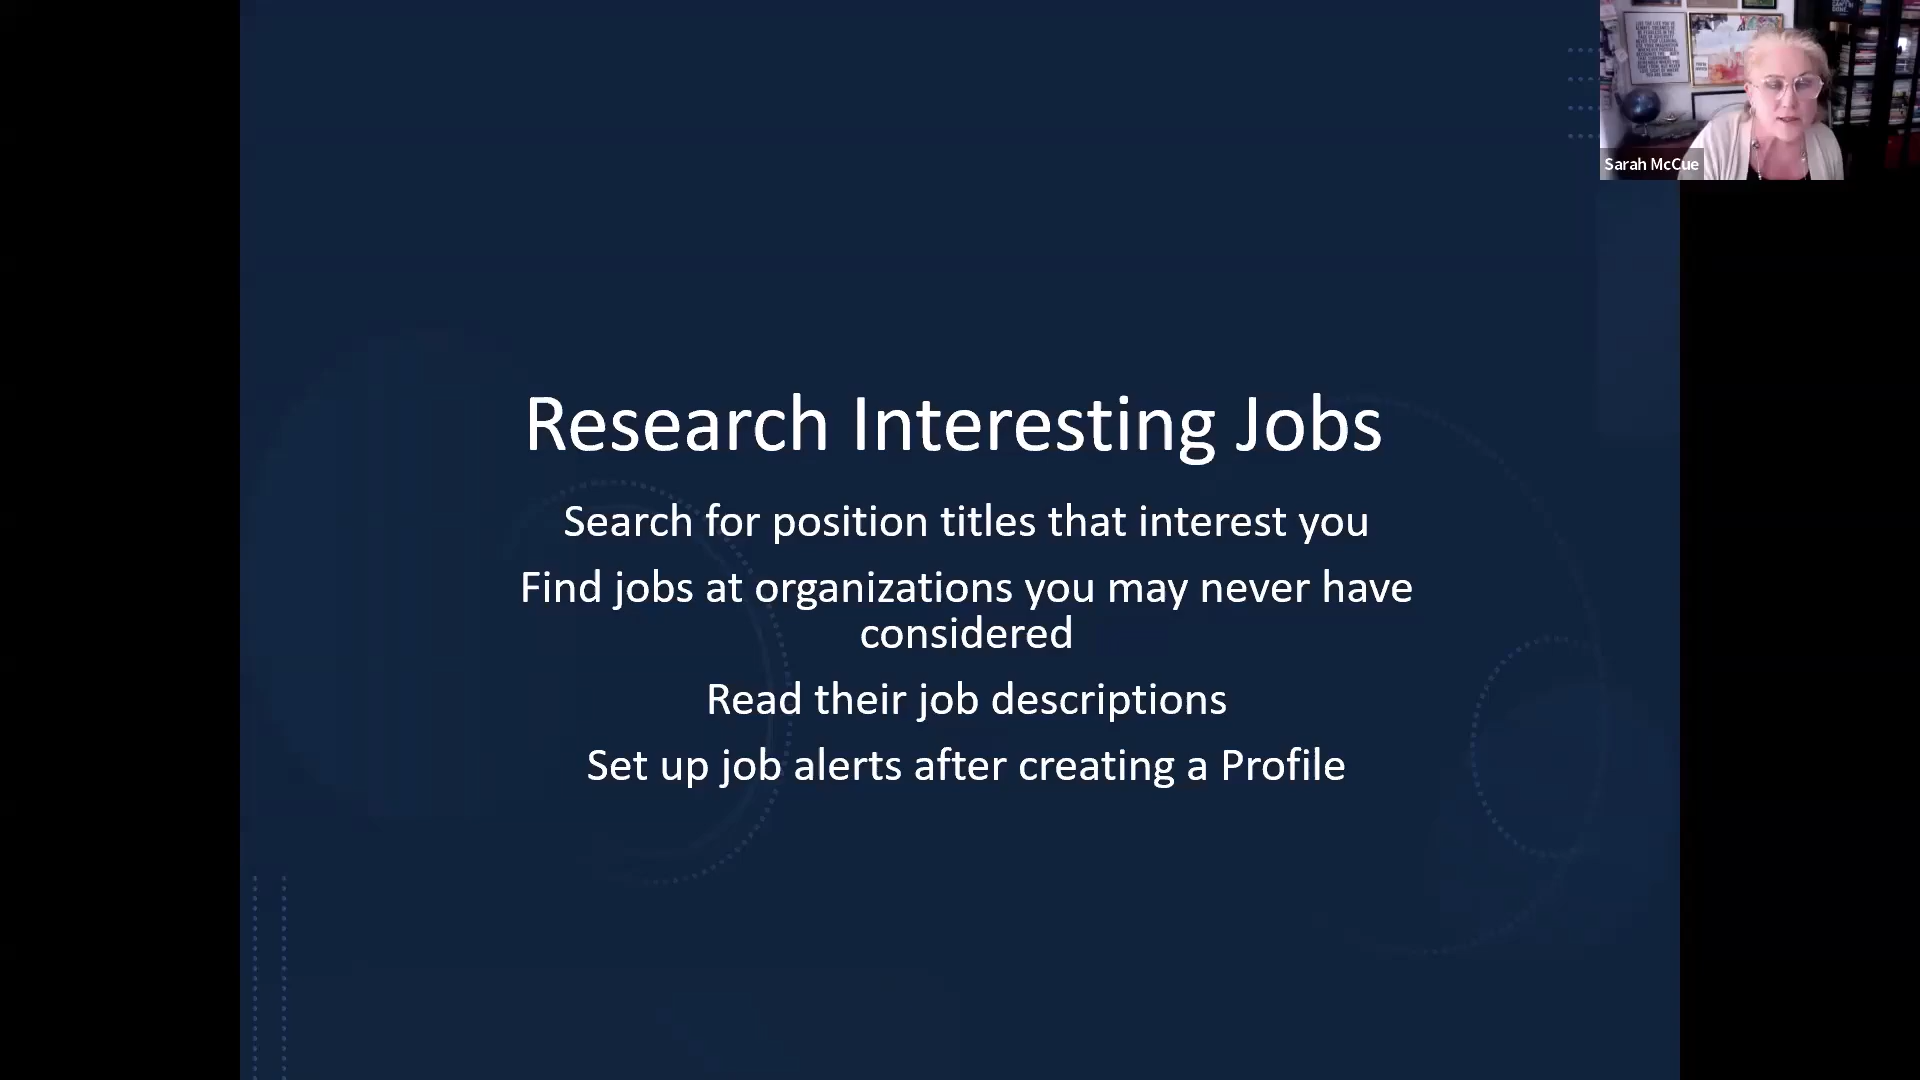 Research Interesting Jobs
Search for position titles that interest you
Find jobs at organizations you may never have
considered
Read their job descriptions
Set up job alerts after creating a Profile
Sarah McCue